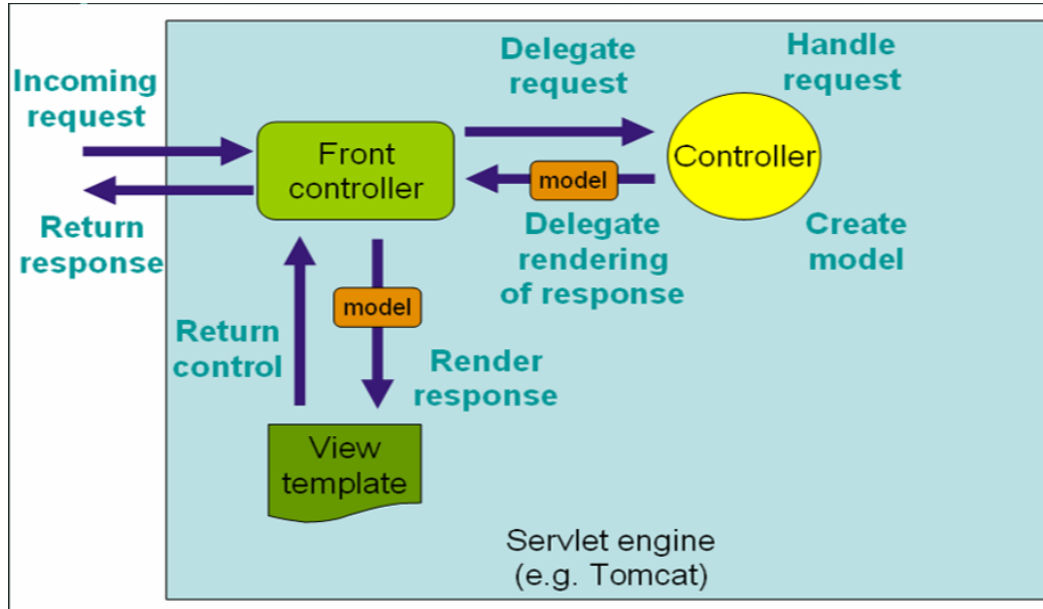 Incoming
request
Return
response
Front
controller
Delegate
request
Handle
request
Controller
model
Delegate
rendering
of response
Create
model
model
Return
control
Render
response
View
template
Servlet engine
(e.g. Tomcat)